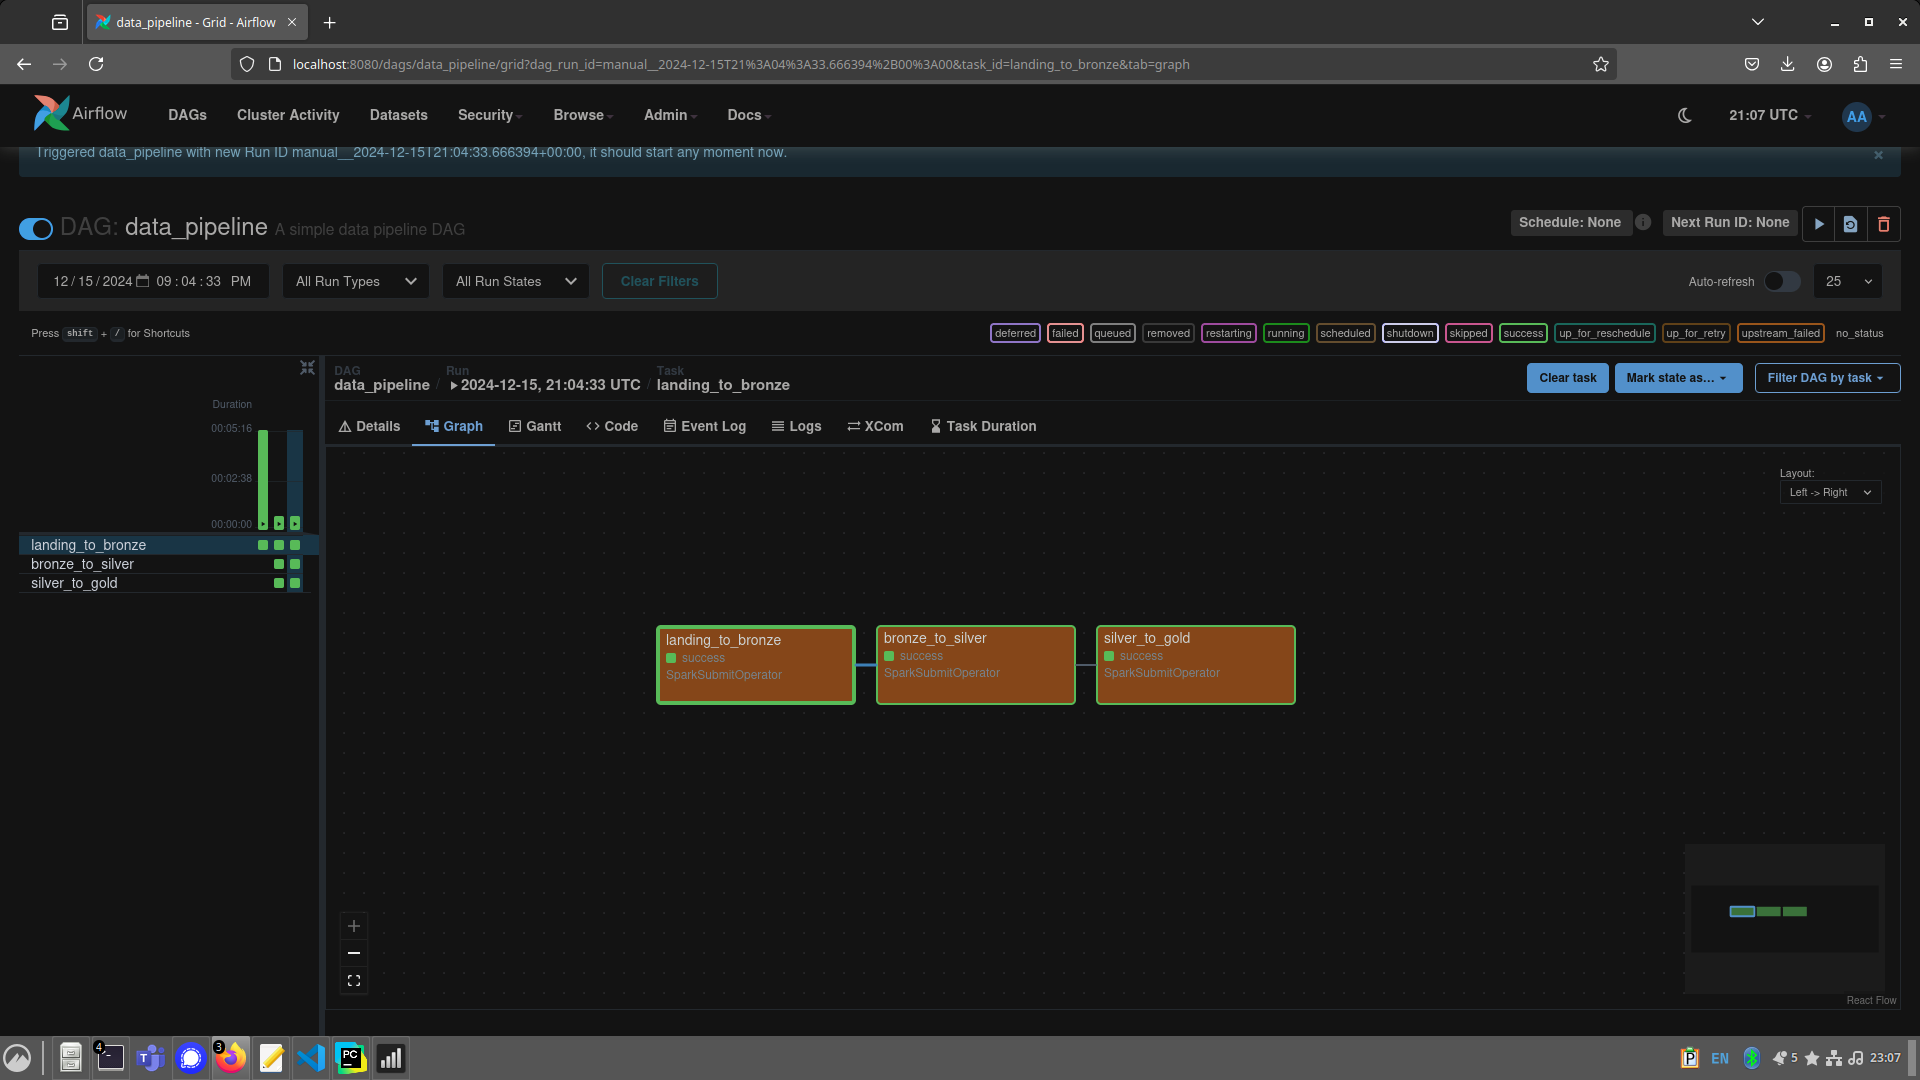 data_pipeline - Grid - Airflow
localhost:8080/dags/data_pipeline/grid?dag_run_id=manual__2024-12-15T21%3A04%3A33.666394%2B00%3A00&task_id=landing_to_bronze&tab=graph
Airflow DAGs Cluster Activity Datasets Security Browse Admin Docs 21:07 UTC AA
Triggered data_pipeline with new Run ID manual__2024-12-15T21:04:33.666394+00:00, it should start any moment now.
DAG: data_pipeline A simple data pipeline DAG Schedule: None Next Run ID: None
12/15/2024 09:04:33 PM All Run Types All Run States Clear Filters Auto-refresh 25
Press shift + / for Shortcuts deferred failed queued removed restarting running scheduled shutdown skipped success up_for_reschedule up_for_retry upstream_failed no_status
DAG Run Task
data_pipeline / 2024-12-15, 21:04:33 UTC / landing_to_bronze
Clear task Mark state as... Filter DAG by task
Details Graph Gantt Code Event Log Logs XCom Task Duration
Duration
00:05:16
00:02:38
00:00:00
landing_to_bronze
bronze_to_silver
silver_to_gold
Layout:
Left -> Right
landing_to_bronze
success
SparkSubmitOperator
bronze_to_silver
success
SparkSubmitOperator
silver_to_gold
success
SparkSubmitOperator
React Flow
4 3 PC P EN 5 23:07